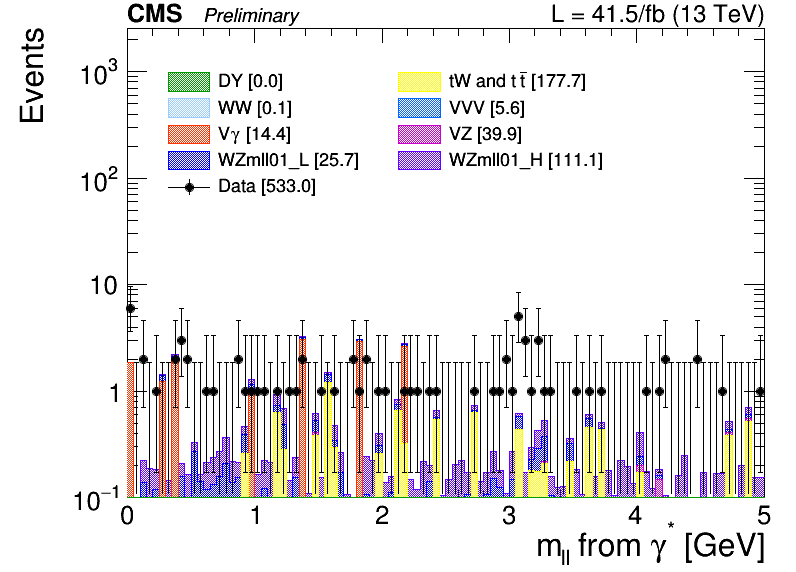 CMS Preliminary L = 41.5/fb (13 TeV)
Events
10³
10²
10
1
10⁻¹
DY [0.0]
tW and tt̄ [177.7]
WW [0.1]
VVV [5.6]
Vγ [14.4]
VZ [39.9]
WZmll01_L [25.7]
WZmll01_H [111.1]
Data [533.0]
0 1 2 3 4 5
m_ll from γ* [GeV]